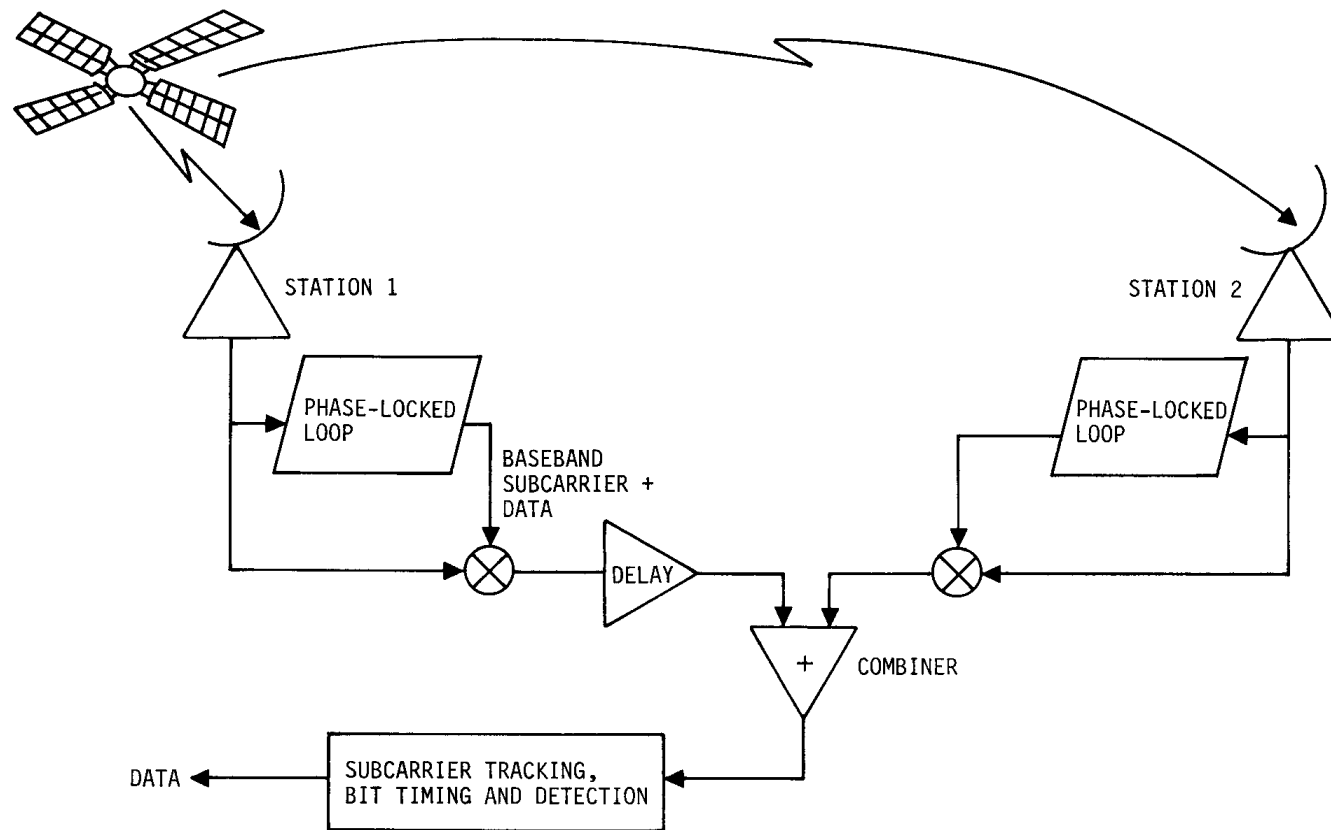 STATION 1
STATION 2
PHASE-LOCKED
LOOP
PHASE-LOCKED
LOOP
BASEBAND
SUBCARRIER +
DATA
DELAY
+
COMBINER
SUBCARRIER TRACKING,
BIT TIMING AND DETECTION
DATA